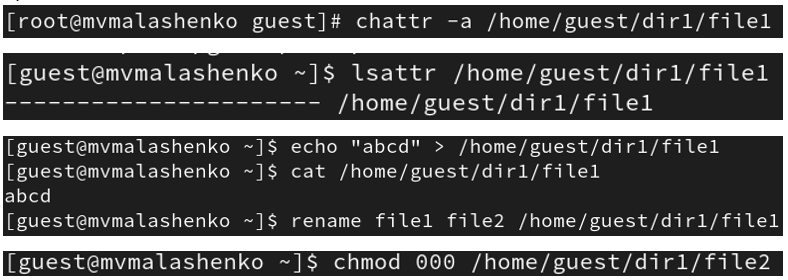 [root@mvmalashenko guest]# chattr -a /home/guest/dir1/file1
[guest@mvmalashenko ~]$ lsattr /home/guest/dir1/file1
---------------------- /home/guest/dir1/file1
[guest@mvmalashenko ~]$ echo "abcd" > /home/guest/dir1/file1
[guest@mvmalashenko ~]$ cat /home/guest/dir1/file1
abcd
[guest@mvmalashenko ~]$ rename file1 file2 /home/guest/dir1/file1
[guest@mvmalashenko ~]$ chmod 000 /home/guest/dir1/file2